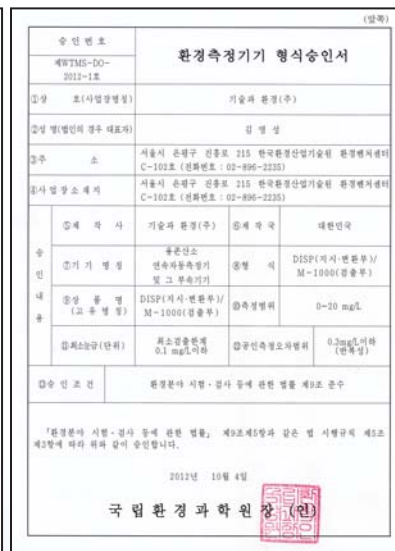 (앞쪽)
승 인 번 호
제WTMS-DO-
2012-1호
환경측정기기 형식승인서
①상 호(사업장명칭)
기술과 환경(주)
②성 명(법인의 경우 대표자)
김 영 성
③주 소
서울시 은평구 진흥로 215 한국환경산업기술원 환경벤처센터
C-102호 (전화번호 : 02-896-2235)
④사 업 장 소 재 지
서울시 은평구 진흥로 215 한국환경산업기술원 환경벤처센터
C-102호 (전화번호 : 02-896-2235)
승 인 내 용
⑤제 작 사
기술과 환경(주)
⑥제 작 국
대한민국
⑦기 기 명 칭
용존산소
연속자동측정기
및 그 부속기기
⑧형 식
DISP(지시·변환부)/
M-1000(검출부)
⑨상 품 명
(고 유 명 칭)
DISP(지시·변환부)/
M-1000(검출부)
⑩측정범위
0~20 mg/L
⑪최소눈금(단위)
최소검출한계
0.1 mg/L이하
⑫공인측정오차범위
0.3mg/L이하
(반복성)
⑬승 인 조 건
환경분야 시험·검사 등에 관한 법률 제9조 준수
「환경분야 시험·검사 등에 관한 법률」 제9조제5항과 같은 법 시행규칙 제5조
제3항에 따라 위와 같이 승인합니다.
2012년 10월 4일
국 립 환 경 과 학 원 장 (인)